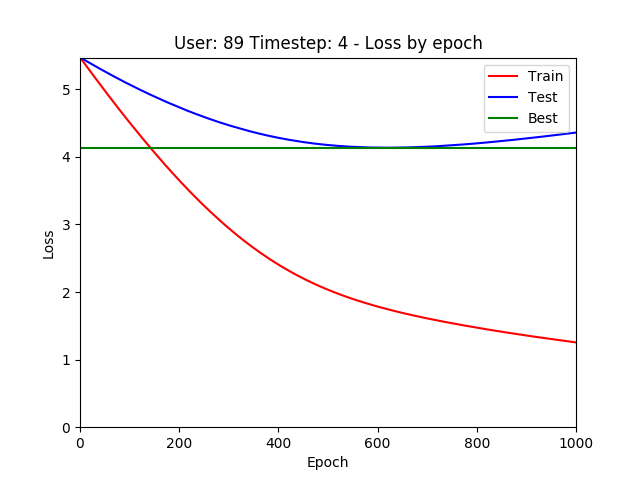 User: 89 Timestep: 4 - Loss by epoch
Train
Test
Best
Loss
5
4
3
2
1
0
0 200 400 600 800 1000
Epoch